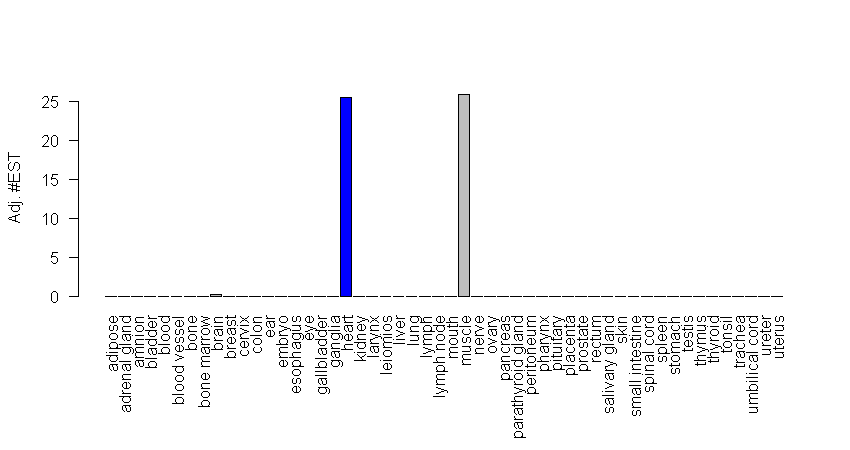 Adj. #EST
25
20
15
10
5
0
adipose
adrenal gland
amnion
bladder
blood
blood vessel
bone
bone marrow
brain
breast
cervix
colon
ear
embryo
esophagus
eye
gallbladder
ganglia
heart
kidney
larynx
leiomios
liver
lung
lymph
lymph node
mouth
muscle
nerve
ovary
pancreas
parathyroid gland
peritoneum
pharynx
pituitary
placenta
prostate
rectum
salivary gland
skin
small intestine
spinal cord
spleen
stomach
testis
thymus
thyroid
tonsil
trachea
umbilical cord
ureter
uterus